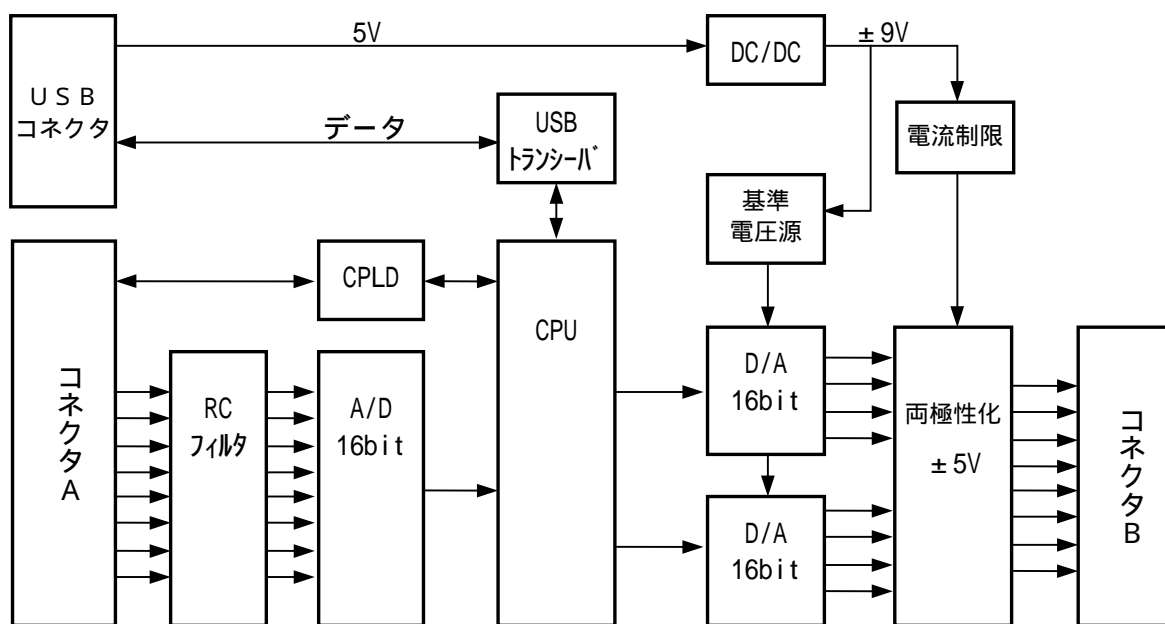 5V
DC/DC
±9V
ＵＳＢ
コネクタ
データ
USB
ﾄﾗﾝｼｰﾊﾞ
電流制限
基準
電圧源
CPLD
CPU
コネクタA
RC
ﾌｨﾙﾀ
A/D
16bit
D/A
16bit
D/A
16bit
両極性化
±5V
コネクタB